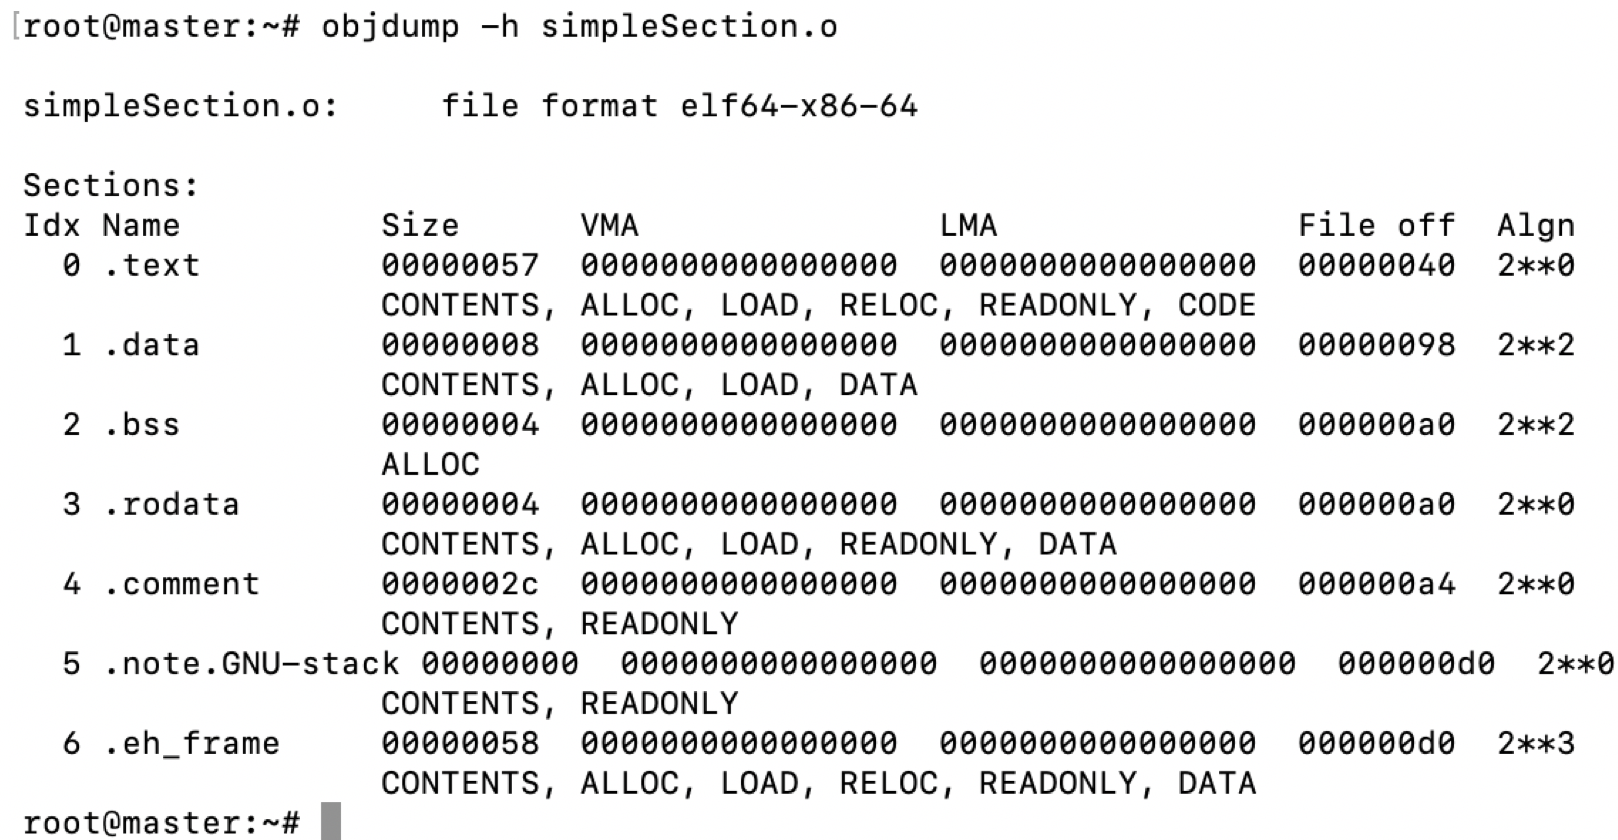 [root@master:~# objdump -h simpleSection.o
simpleSection.o:     file format elf64-x86-64
Sections:
Idx Name          Size      VMA               LMA               File off  Algn
  0 .text         00000057  0000000000000000  0000000000000000  00000040  2**0
                  CONTENTS, ALLOC, LOAD, RELOC, READONLY, CODE
  1 .data         00000008  0000000000000000  0000000000000000  00000098  2**2
                  CONTENTS, ALLOC, LOAD, DATA
  2 .bss          00000004  0000000000000000  0000000000000000  000000a0  2**2
                  ALLOC
  3 .rodata       00000004  0000000000000000  0000000000000000  000000a0  2**0
                  CONTENTS, ALLOC, LOAD, READONLY, DATA
  4 .comment      0000002c  0000000000000000  0000000000000000  000000a4  2**0
                  CONTENTS, READONLY
  5 .note.GNU-stack 00000000  0000000000000000  0000000000000000  000000d0  2**0
                  CONTENTS, READONLY
  6 .eh_frame     00000058  0000000000000000  0000000000000000  000000d0  2**3
                  CONTENTS, ALLOC, LOAD, RELOC, READONLY, DATA
root@master:~#